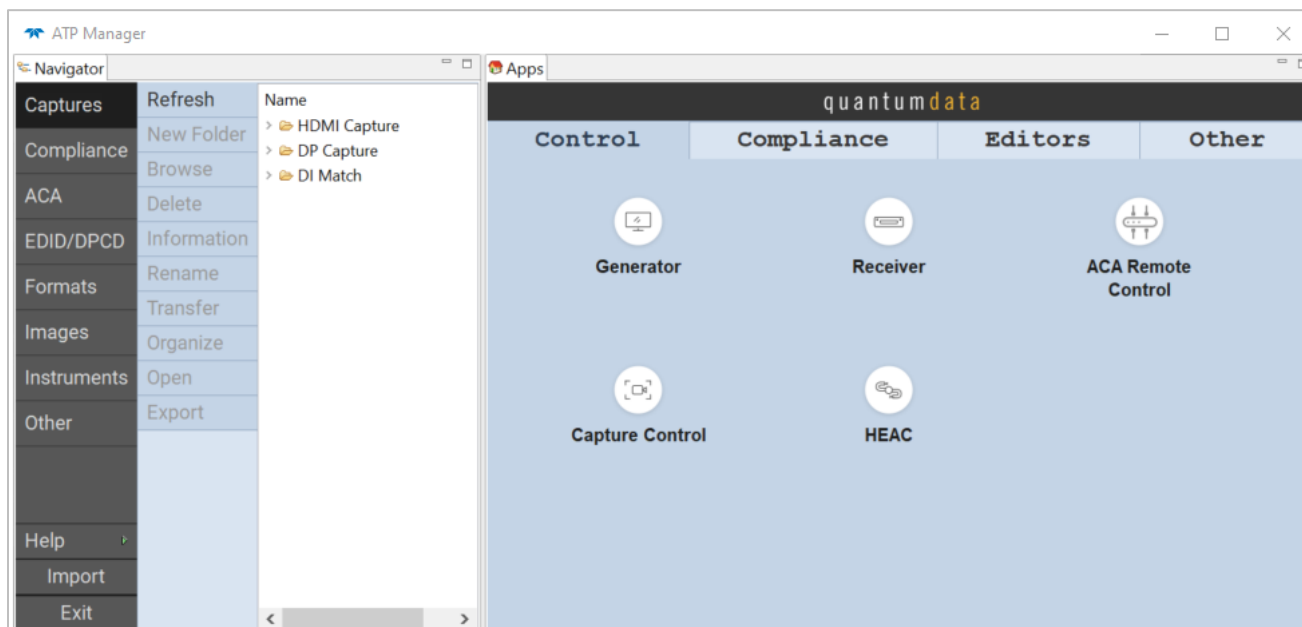 ATP Manager
Navigator
Captures
Compliance
ACA
EDID/DPCD
Formats
Images
Instruments
Other
Help
Import
Exit
Refresh
New Folder
Browse
Delete
Information
Rename
Transfer
Organize
Open
Export
Name
HDMI Capture
DP Capture
DI Match
Apps
quantumdata
Control Compliance Editors Other
Generator
Receiver
ACA Remote
Control
Capture Control
HEAC